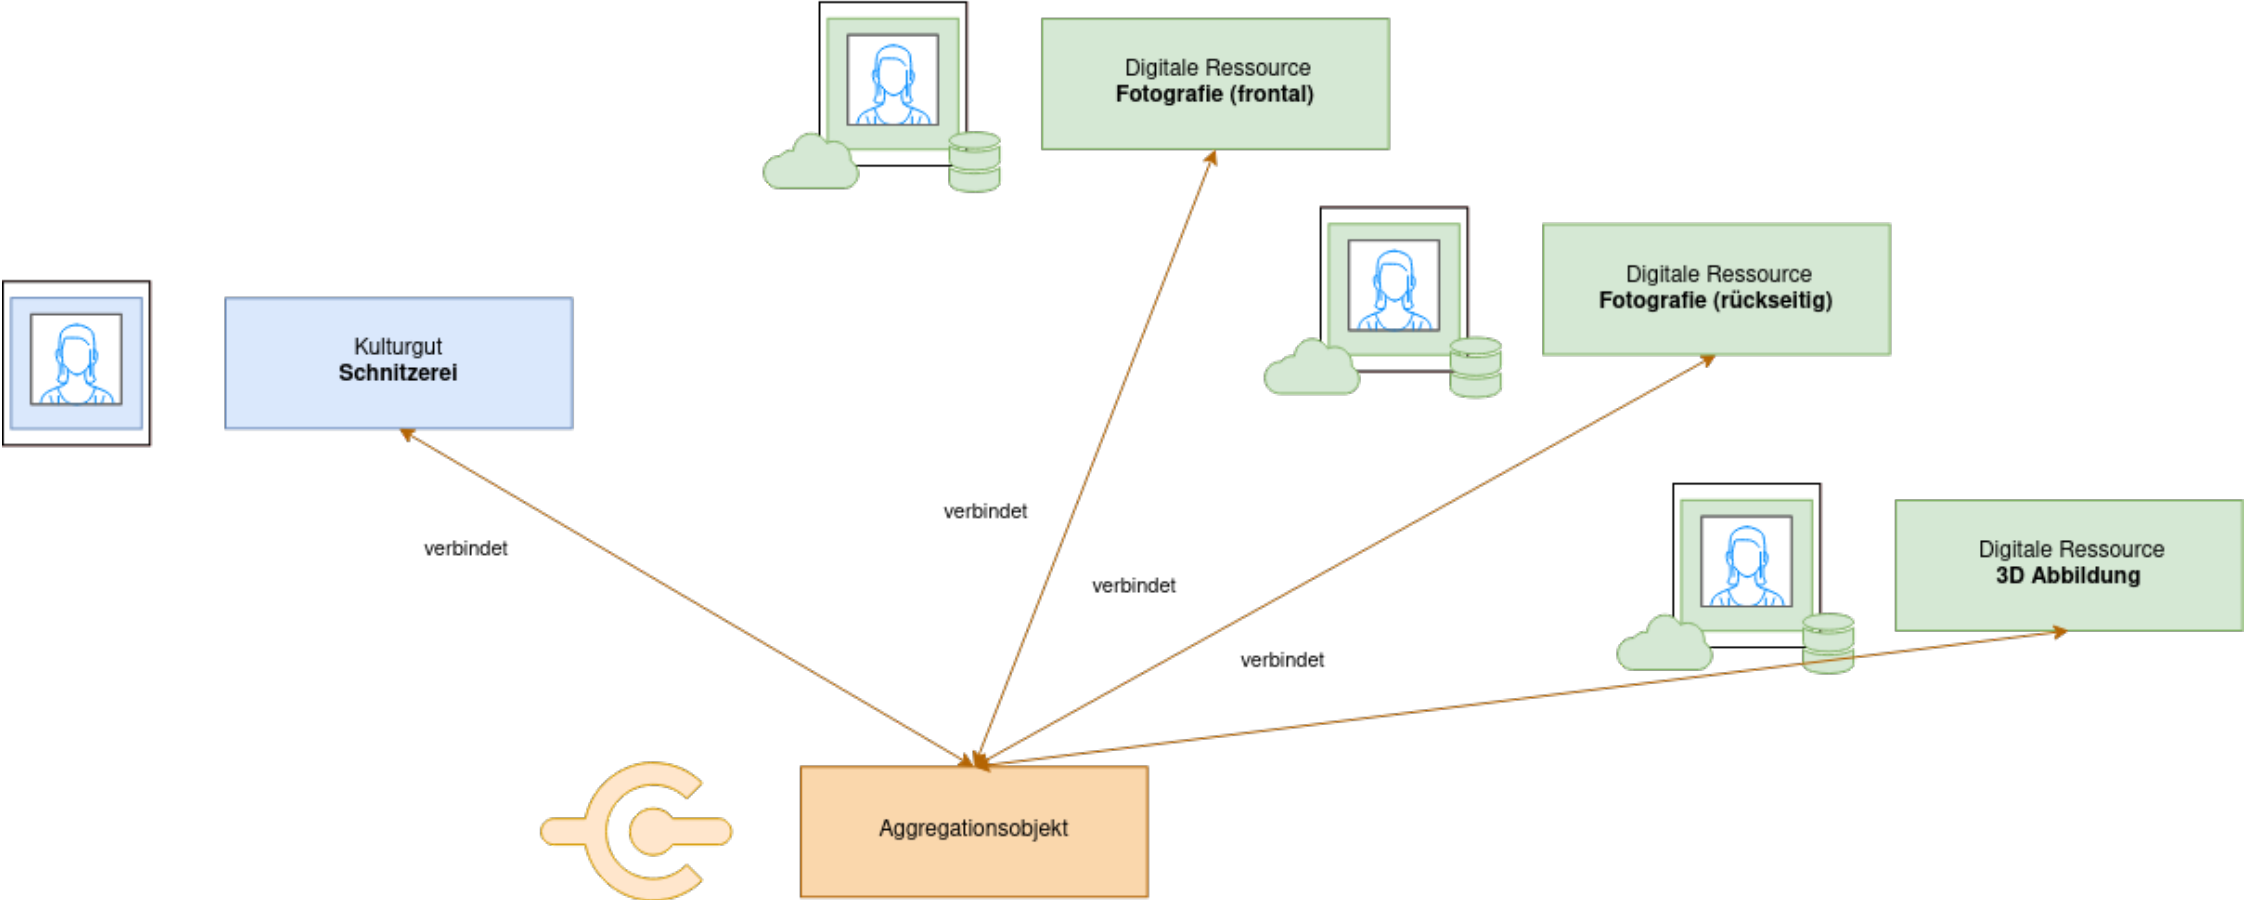 Digitale Ressource
Fotografie (frontal)
Digitale Ressource
Fotografie (rückseitig)
Kulturgut
Schnitzerei
verbindet
verbindet
verbindet
Digitale Ressource
3D Abbildung
verbindet
Aggregationsobjekt